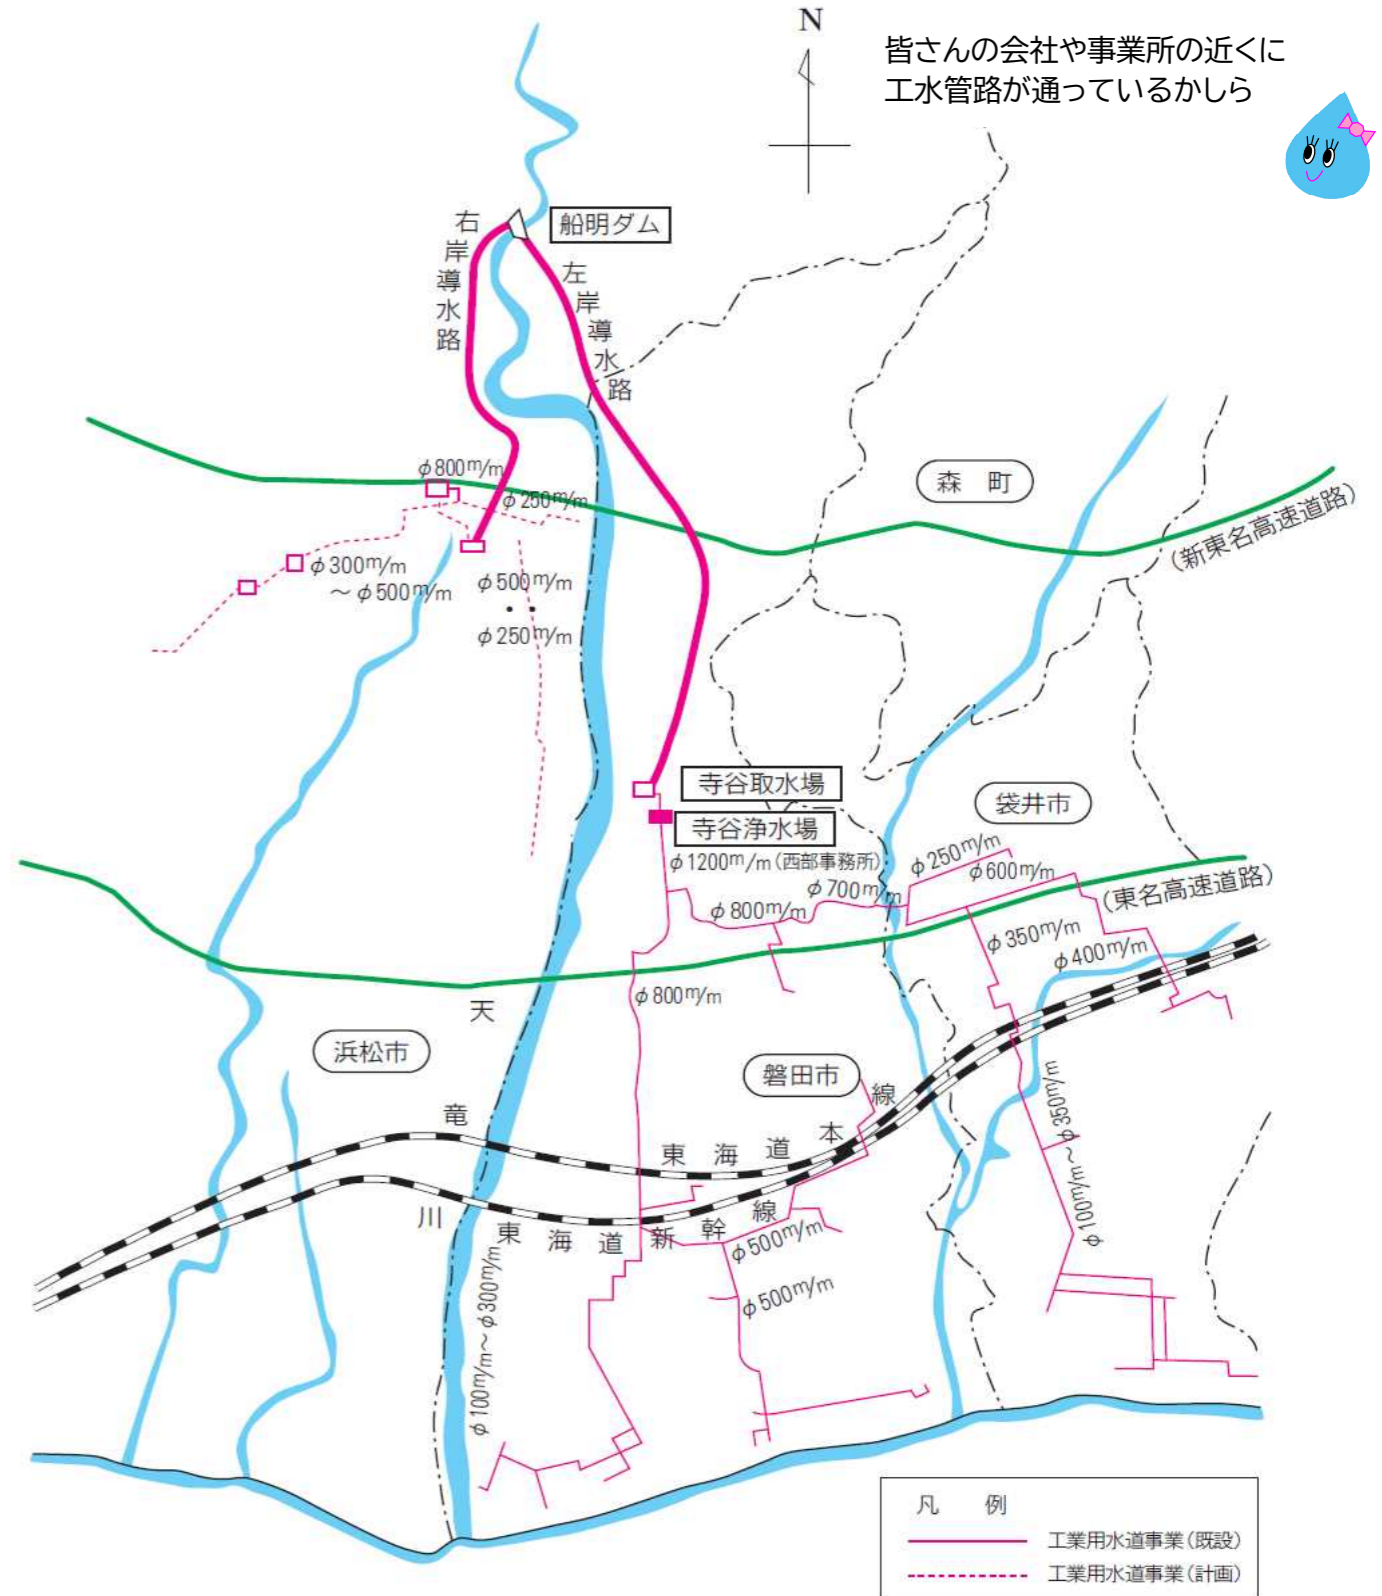 N
皆さんの会社や事業所の近くに
工水管路が通っているかしら
船明ダム
右岸導水路
左岸導水路
森 町
(新東名高速道路)
φ800m/m
φ250m/m
φ300m/m
～φ500m/m
φ500m/m
・・
φ250m/m
寺谷取水場
寺谷浄水場
φ1200m/m(西部事務所)
袋井市
φ250m/m
φ600m/m
φ700m/m
φ800m/m
(東名高速道路)
φ350m/m
φ400m/m
φ800m/m
天竜川
浜松市
磐田市
東海道本線
東海道新幹線
φ100m/m～φ350m/m
φ500m/m
φ500m/m
φ100m/m～φ300m/m
凡 例
工業用水道事業(既設)
工業用水道事業(計画)